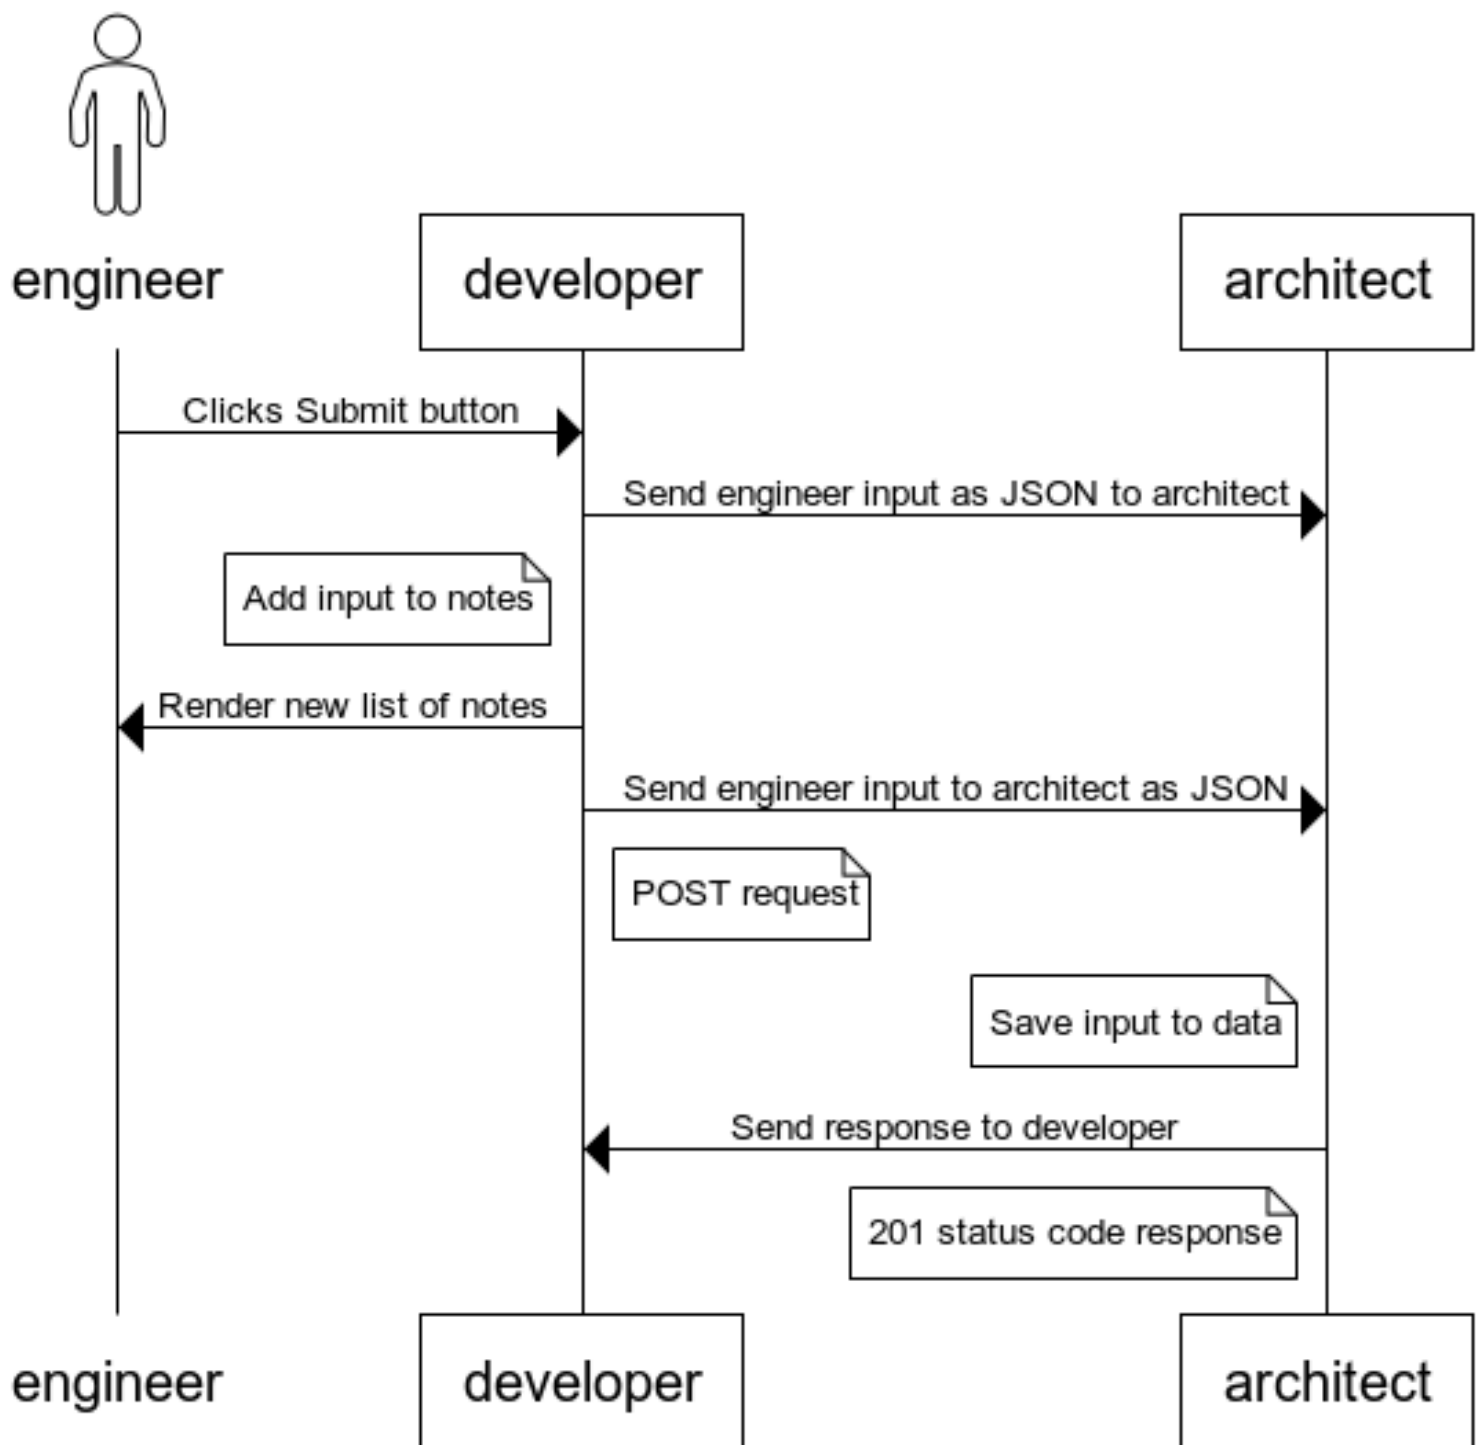 engineer
developer
architect
Clicks Submit button
Send engineer input as JSON to architect
Add input to notes
Render new list of notes
Send engineer input to architect as JSON
POST request
Save input to data
Send response to developer
201 status code response
engineer
developer
architect